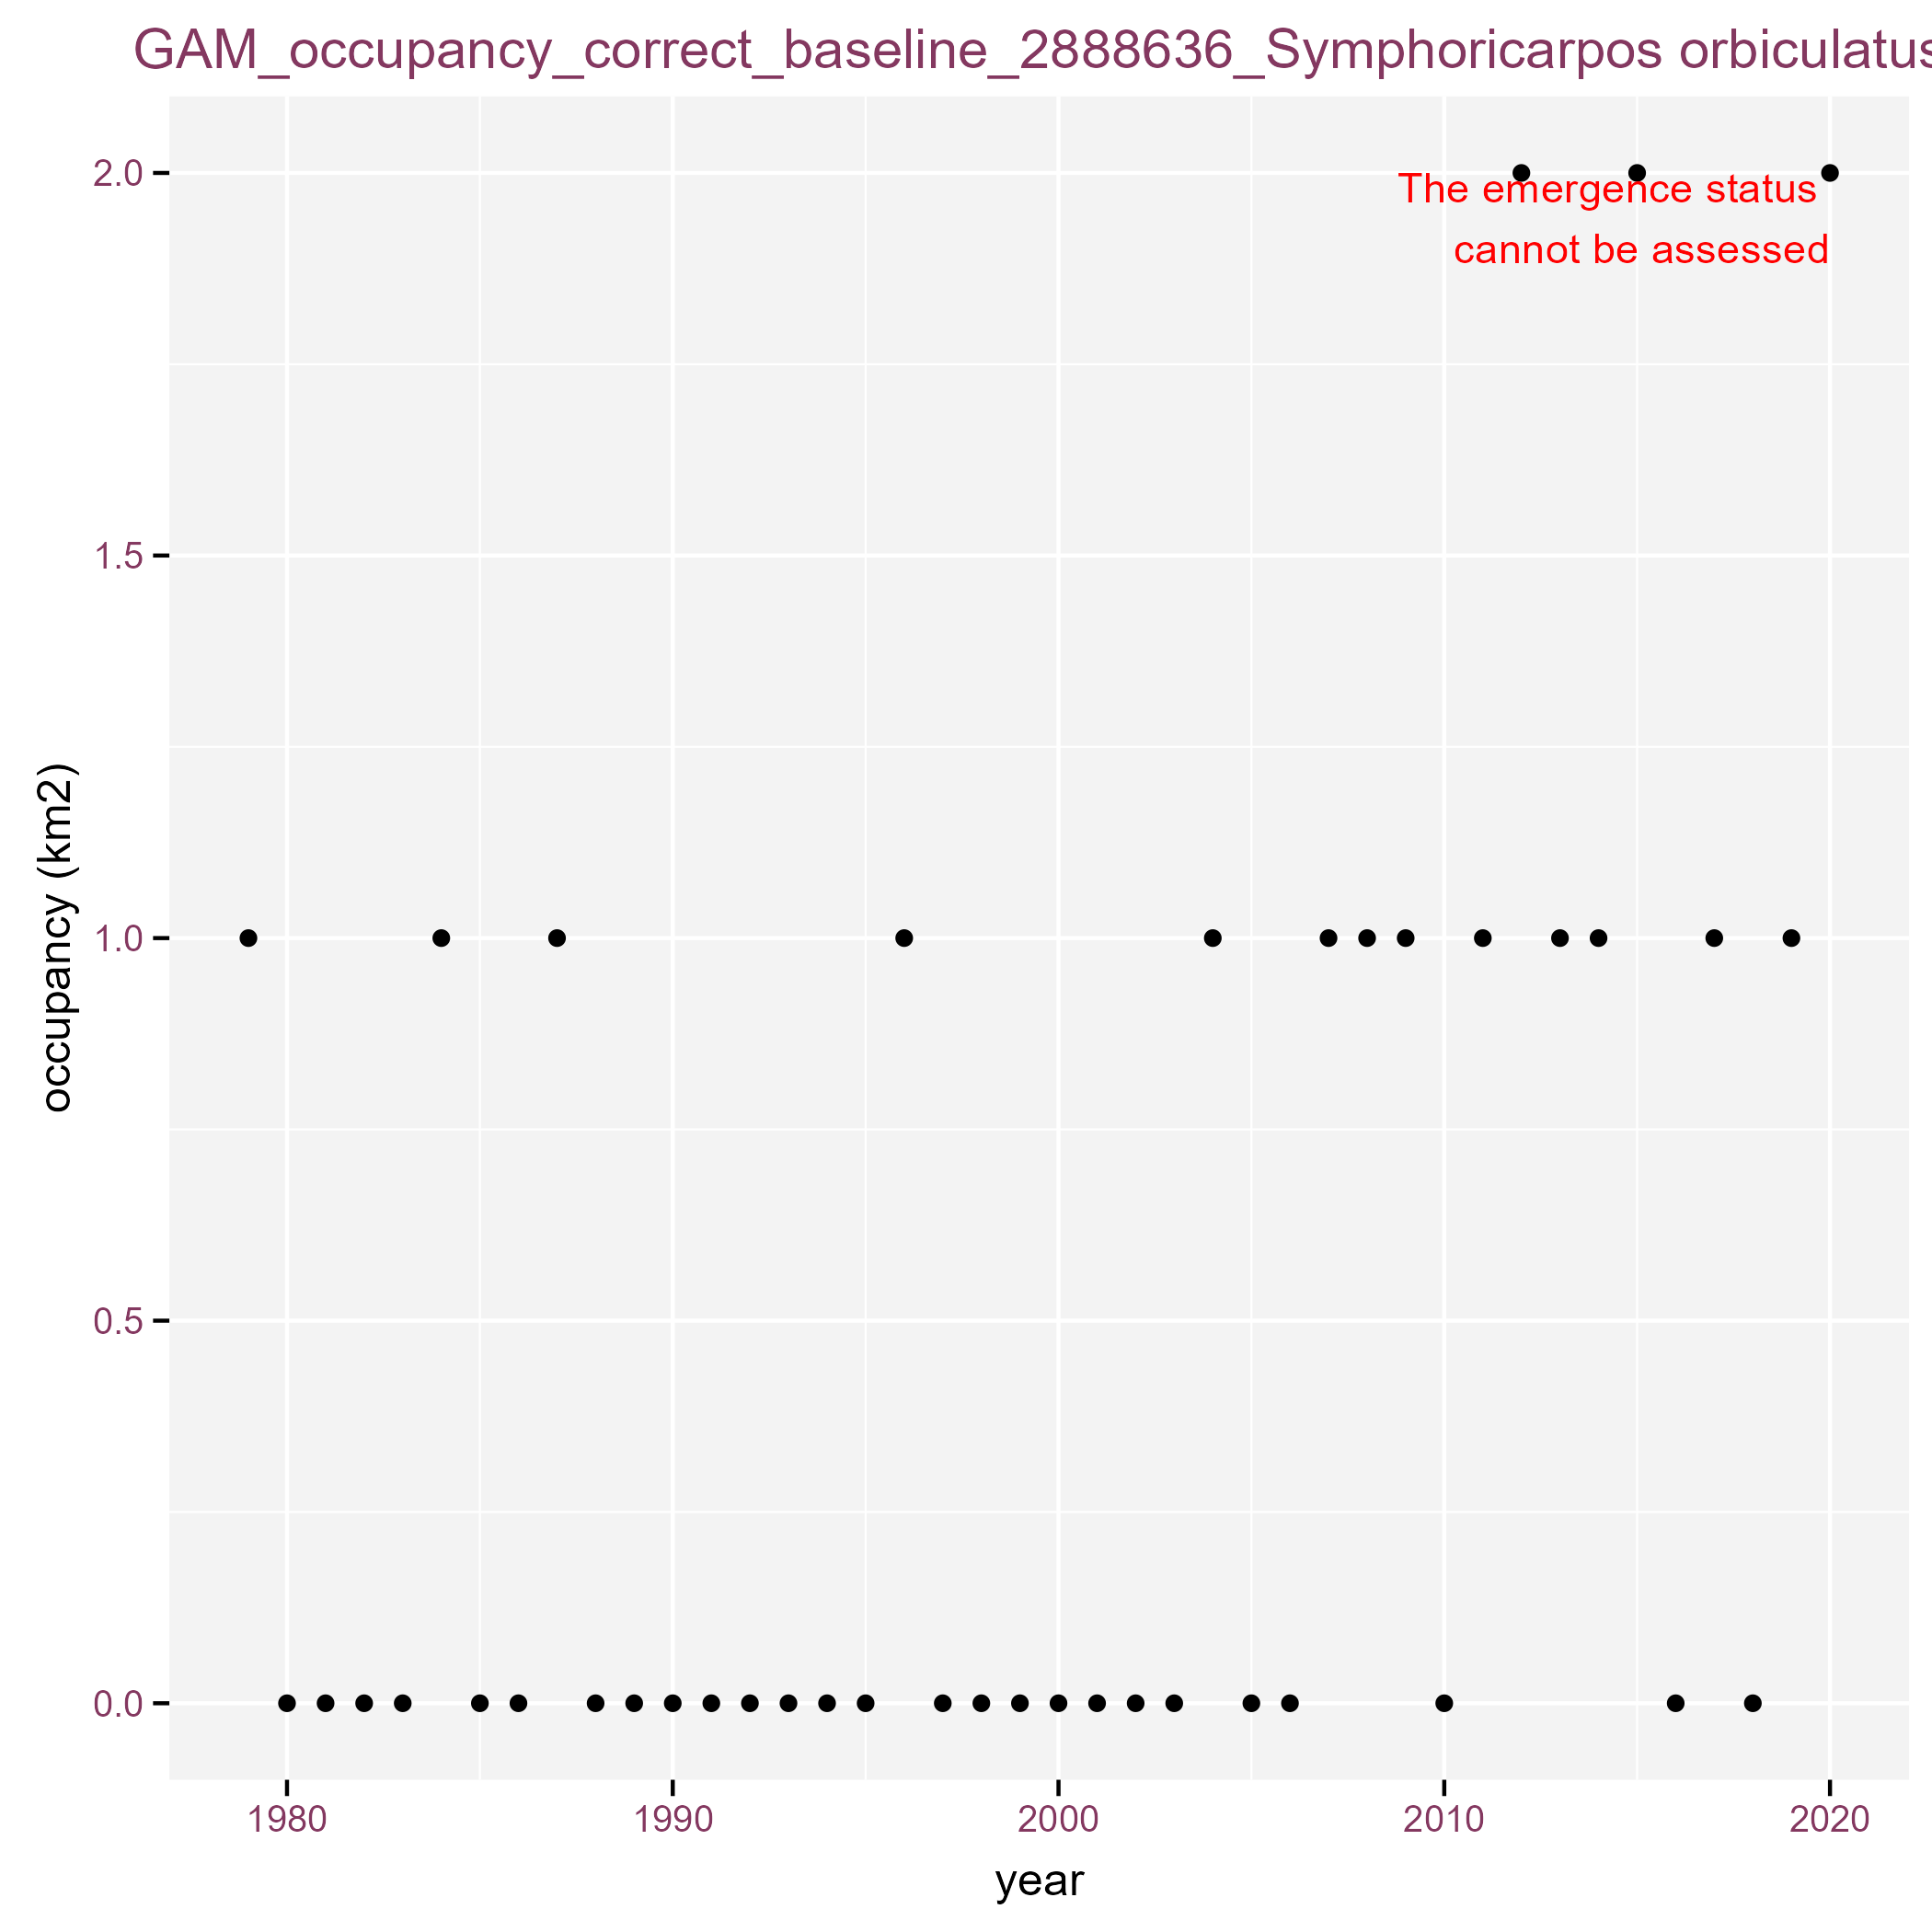 GAM_occupancy_correct_baseline_2888636_Symphoricarpos orbiculatus
2.0
The emergence status
cannot be assessed
1.5
occupancy (km2)
1.0
0.5
0.0
1980 1990 2000 2010 2020
year